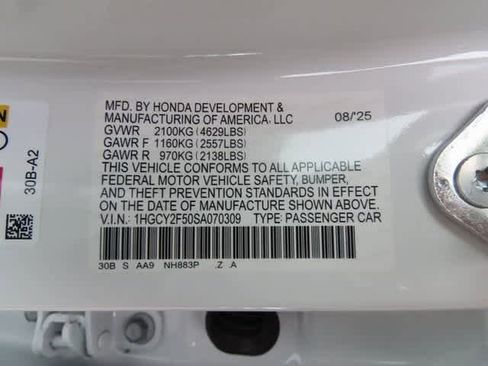 MFD. BY HONDA DEVELOPMENT &
MANUFACTURING OF AMERICA, LLC 08/'25
GVWR 2100KG (4629LBS)
GAWR F 1160KG (2557LBS)
GAWR R 970KG (2138LBS)
THIS VEHICLE CONFORMS TO ALL APPLICABLE
FEDERAL MOTOR VEHICLE SAFETY, BUMPER,
AND THEFT PREVENTION STANDARDS IN EFFECT
ON THE DATE OF MANUFACTURE SHOWN ABOVE.
V.I.N.: 1HGCY2F50SA070309 TYPE: PASSENGER CAR
30B S AA9 NH883P .Z .A
30B-A2